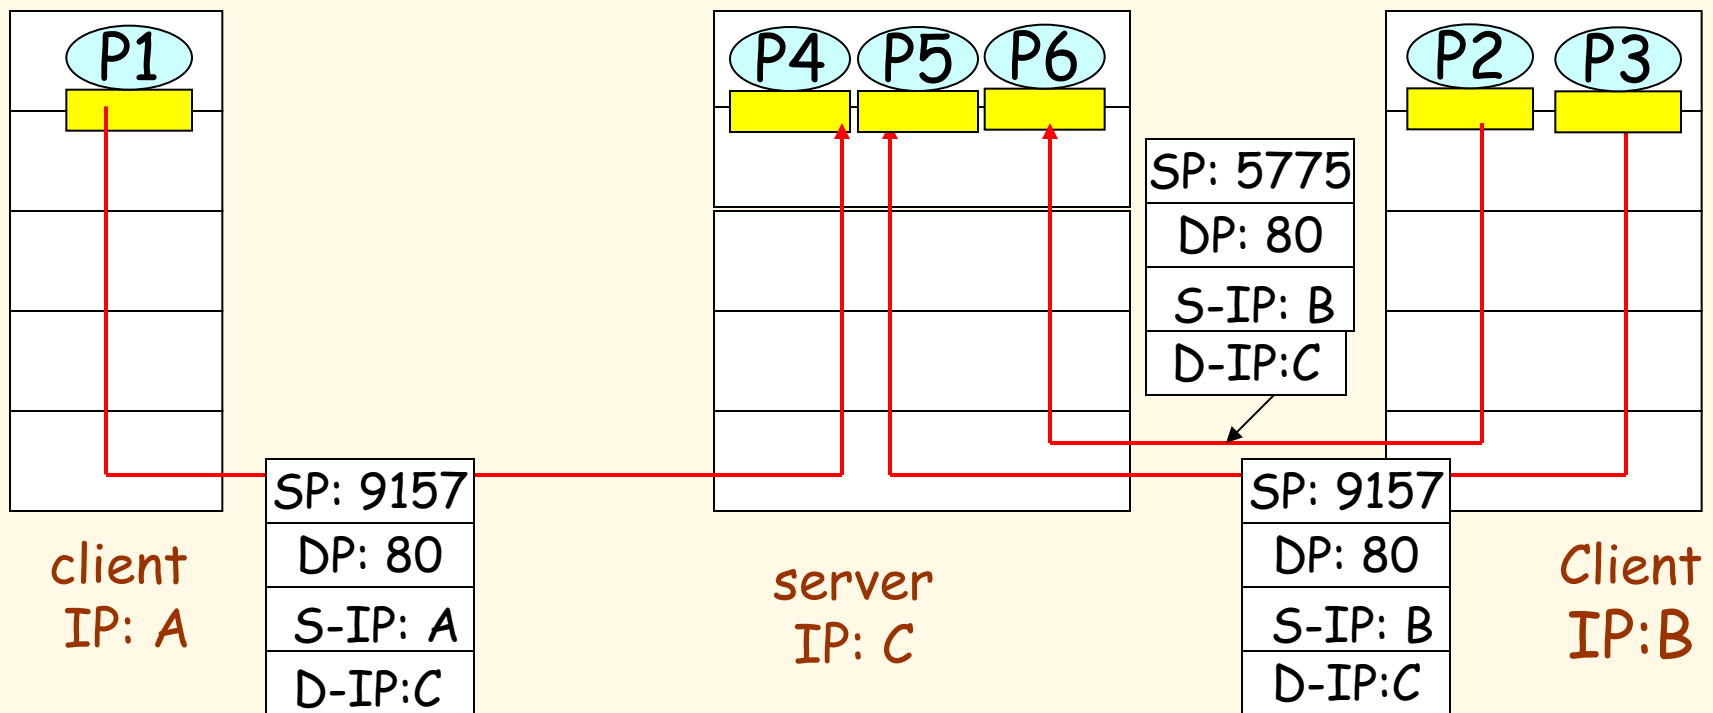 P1
P4
P5
P6
P2
P3
SP: 5775
DP: 80
S-IP: B
D-IP:C
SP: 9157
DP: 80
S-IP: A
D-IP:C
SP: 9157
DP: 80
S-IP: B
D-IP:C
client
IP: A
server
IP: C
Client
IP:B